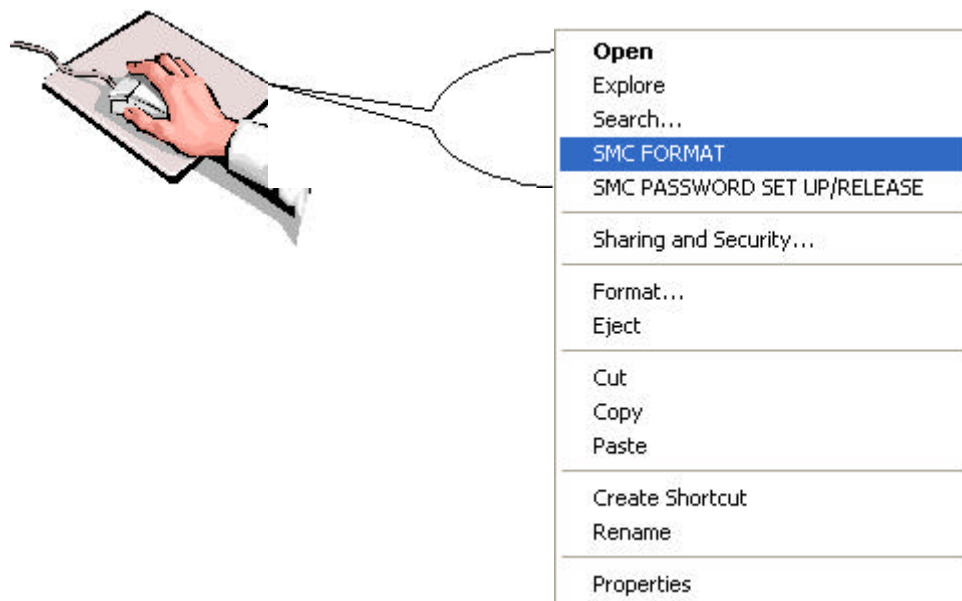 Open
Explore
Search...
SMC FORMAT
SMC PASSWORD SET UP/RELEASE
Sharing and Security...
Format...
Eject
Cut
Copy
Paste
Create Shortcut
Rename
Properties